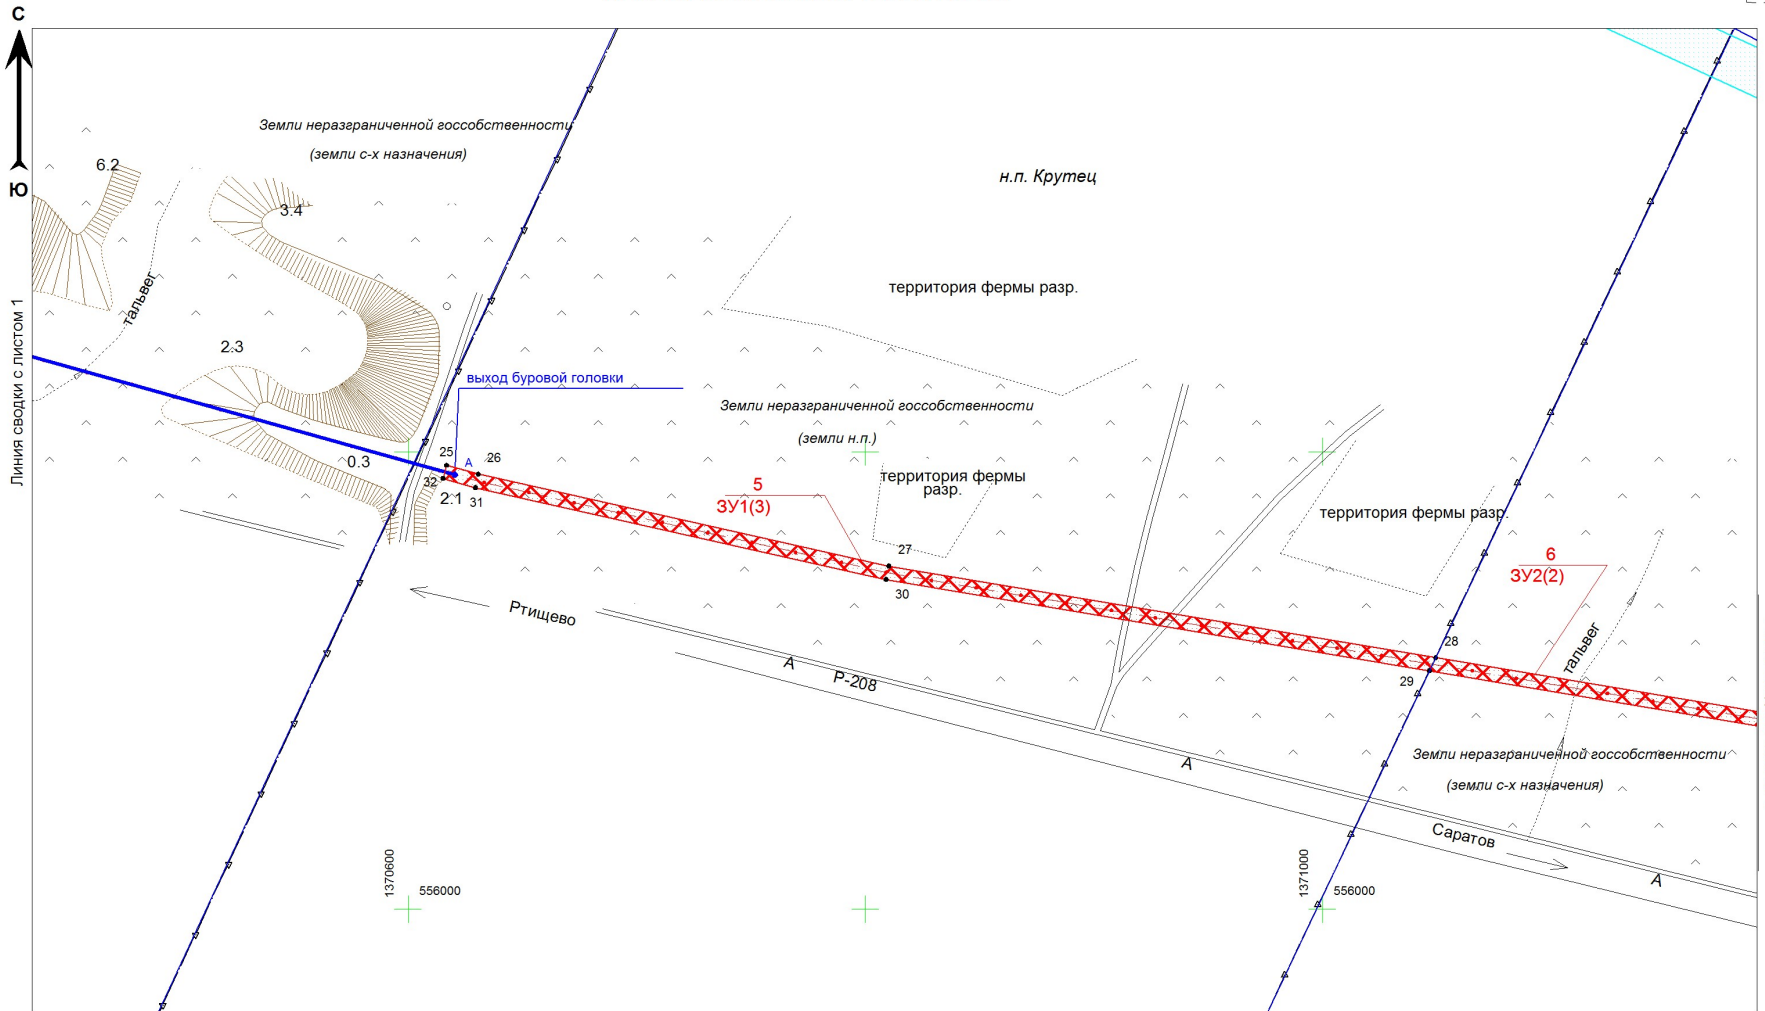 С
Ю
Линия сводки с листом 1
Земли неразграниченной госсобственности
(земли с-х назначения)
6.2
3.4
тальвег
2.3
н.п. Крутец
территория фермы разр.
выход буровой головки
Земли неразграниченной госсобственности
(земли н.п.)
0.3
25
А
26
32
2.1
31
5
ЗУ1(3)
территория фермы
разр.
территория фермы разр.
27
30
6
ЗУ2(2)
28
29
тальвег
Ртищево
А
Р-208
А
Земли неразграниченной госсобственности
(земли с-х назначения)
Саратов
А
1370600
556000
1371000
556000